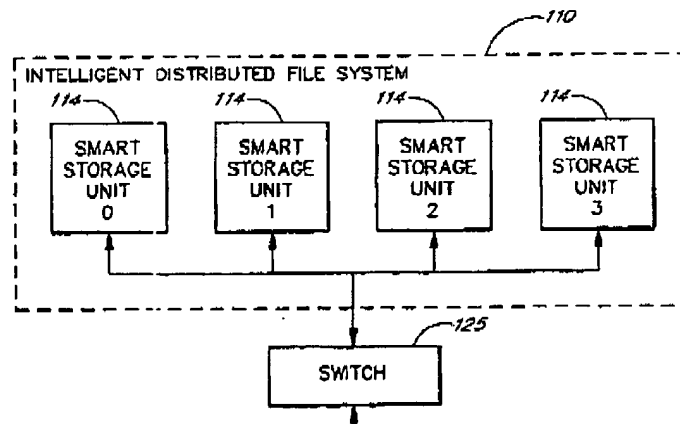 110
INTELLIGENT DISTRIBUTED FILE SYSTEM
114
114
114
114
SMART
STORAGE
UNIT
0
SMART
STORAGE
UNIT
1
SMART
STORAGE
UNIT
2
SMART
STORAGE
UNIT
3
125
SWITCH